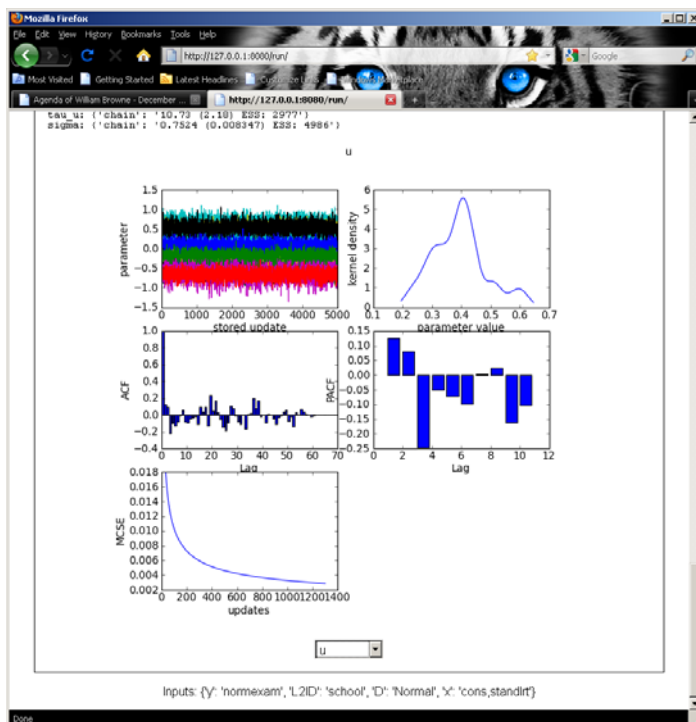 Mozilla Firefox
File Edit View History Bookmarks Tools Help
http://127.0.0.1:8080/run/
Google
Most Visited Getting Started Latest Headlines Customize Links
Agenda of William Browne - December ... http://127.0.0.1:8080/run/
tau_u: ('chain': '10.73 (2.18) ESS: 2977')
sigma: ('chain': '0.7524 (0.008347) ESS: 4986')
u
1.5
1.0
0.5
0.0
-0.5
-1.0
-1.5
parameter
0 1000 2000 3000 4000 5000
stored update
6
5
4
3
2
1
0
kernel density
0.1 0.2 0.3 0.4 0.5 0.6 0.7
parameter value
1.0
0.8
0.6
0.4
0.2
0.0
-0.2
-0.4
ACF
0 10 20 30 40 50 60 70
Lag
0.15
0.10
0.05
0.00
-0.05
-0.10
-0.15
-0.20
-0.25
PACF
0 2 4 6 8 10 12
Lag
0.018
0.016
0.014
0.012
0.010
0.008
0.006
0.004
0.002
MCSE
0 200 400 600 800 1000 1200 1400
updates
u
Inputs: {'y': 'normexam', 'L2ID': 'school', 'D': 'Normal', 'x': 'cons,standlrt'}
Done